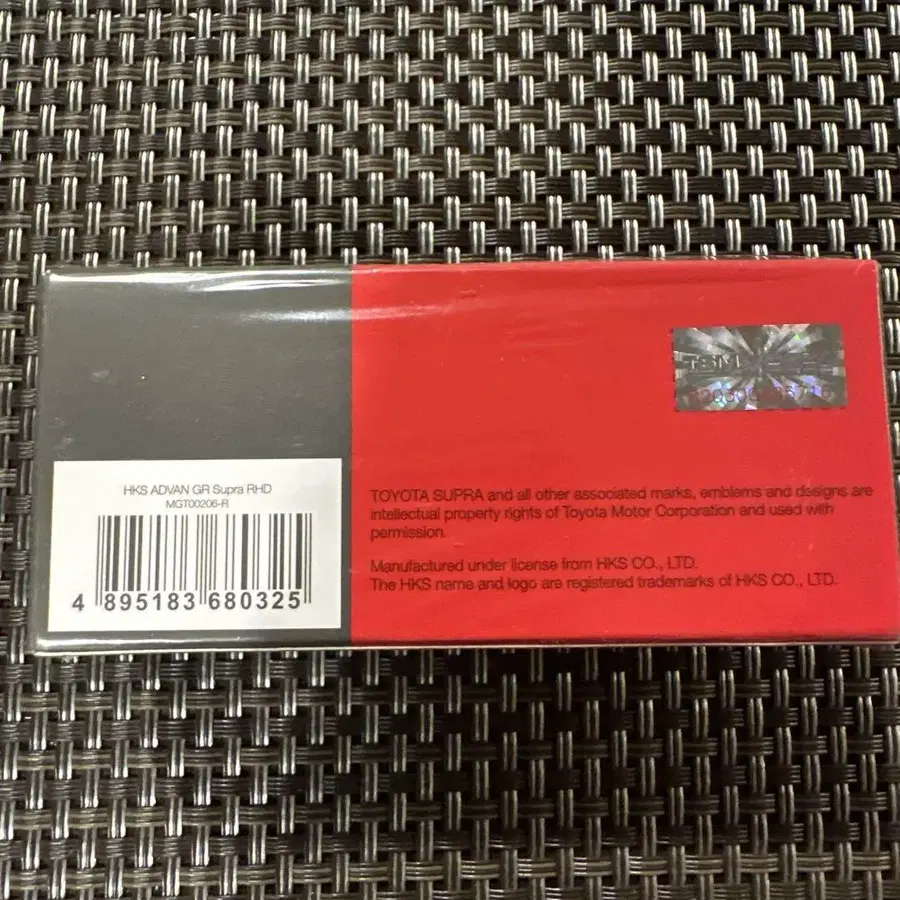 HKS ADVAN GR Supra RHD
MGT00206-R
4 895183 680325
TOYOTA SUPRA and all other associated marks, emblems and designs are
intellectual property rights of Toyota Motor Corporation and used with
permission.
Manufactured under license from HKS CO., LTD.
The HKS name and logo are registered trademarks of HKS CO., LTD.